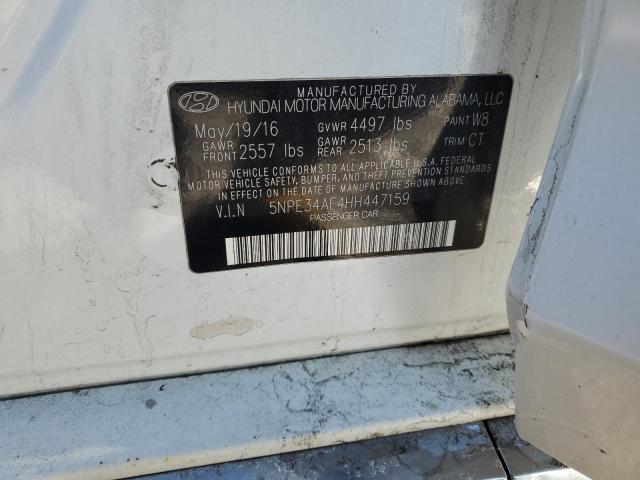 MANUFACTURED BY
HYUNDAI MOTOR MANUFACTURING ALABAMA, LLC.
May/19/16 GVWR 4497 lbs PAINT W8
GAWR FRONT 2557 lbs GAWR REAR 2513 lbs TRIM CT
THIS VEHICLE CONFORMS TO ALL APPLICABLE U.S.A. FEDERAL
MOTOR VEHICLE SAFETY, BUMPER, AND THEFT PREVENTION STANDARDS
IN EFFECT ON THE DATE OF MANUFACTURE SHOWN ABOVE.
V.I.N 5NPE34AF4HH447159
PASSENGER CAR